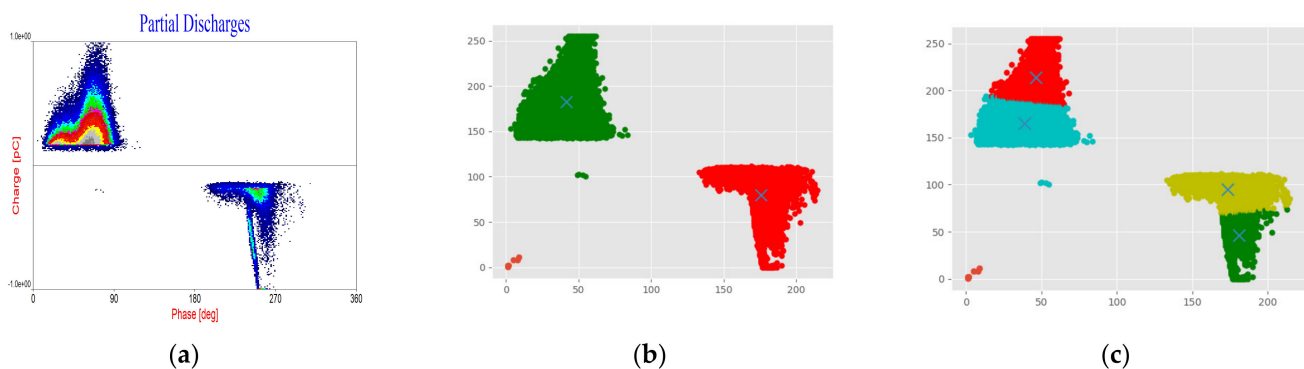 Partial Discharges
1.0e+00
Charge [pC]
-1.0e+00
0 90 180 270 360
Phase [deg]
(a)
250
200
150
100
50
0
0 50 100 150 200
(b)
250
200
150
100
50
0
0 50 100 150 200
(c)